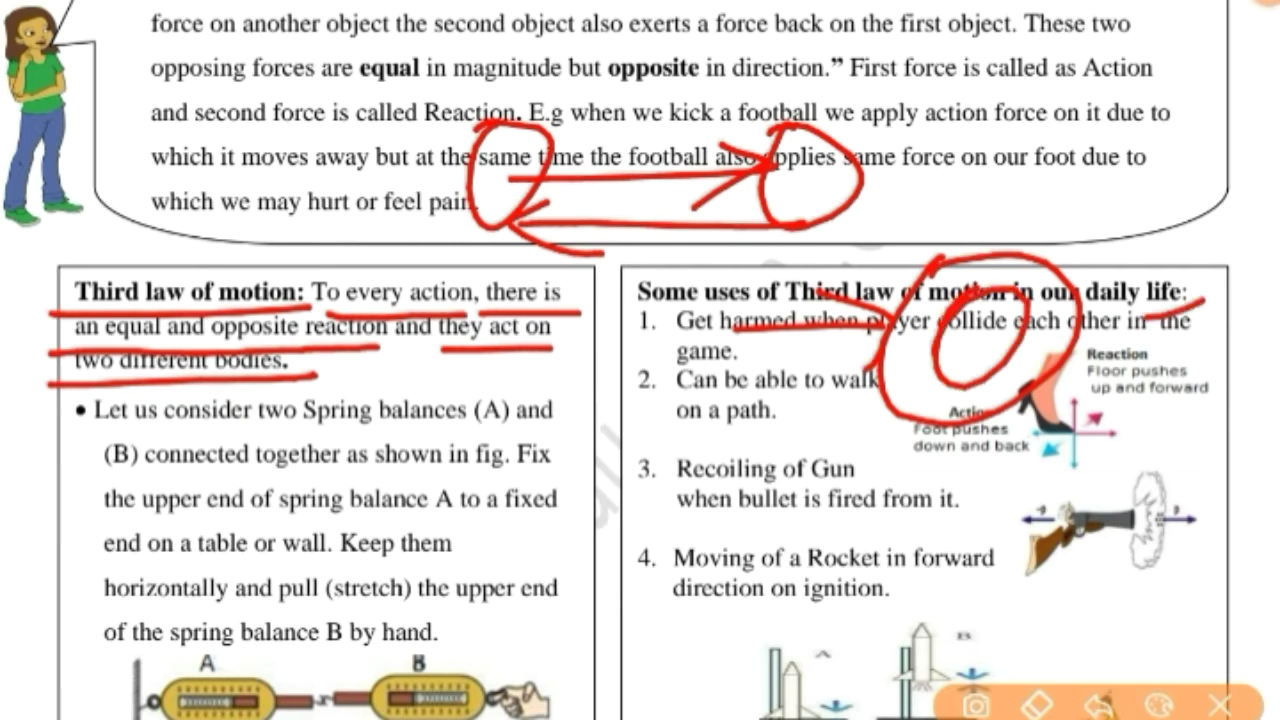 force on another object the second object also exerts a force back on the first object. These two
opposing forces are equal in magnitude but opposite in direction.” First force is called as Action
and second force is called Reaction. E.g when we kick a football we apply action force on it due to
which it moves away but at the same time the football also applies same force on our foot due to
which we may hurt or feel pain
Third law of motion: To every action, there is
an equal and opposite reaction and they act on
two different bodies.
• Let us consider two Spring balances (A) and
(B) connected together as shown in fig. Fix
the upper end of spring balance A to a fixed
end on a table or wall. Keep them
horizontally and pull (stretch) the upper end
of the spring balance B by hand.
A B
Some uses of Third law of motion in our daily life:
1. Get harmed when player collide each other in the
game.
2. Can be able to walk
on a path.
Reaction
Floor pushes
up and forward
Action
Foot pushes
down and back
3. Recoiling of Gun
when bullet is fired from it.
4. Moving of a Rocket in forward
direction on ignition.
A
B